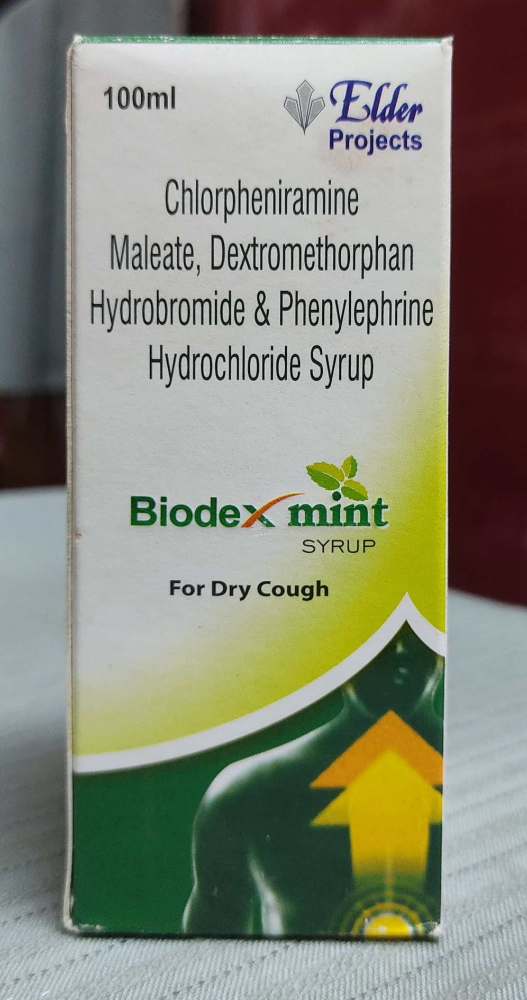 100ml
Elder
Projects
Chlorpheniramine
Maleate, Dextromethorphan
Hydrobromide & Phenylephrine
Hydrochloride Syrup
Biodex mint
SYRUP
For Dry Cough